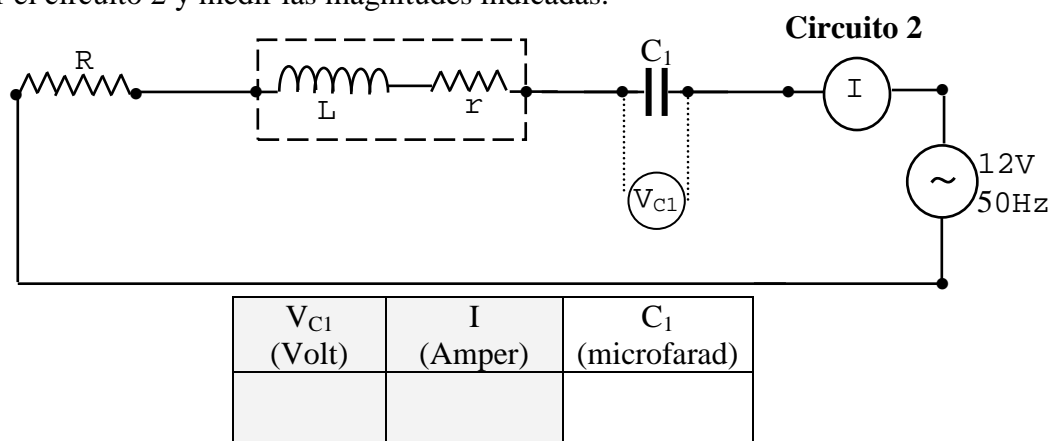 r el circuito 2 y medir las magnitudes indicadas.
Circuito 2
R
L
r
C1
I
VC1
~
12V
50Hz
VC1 I C1
(Volt) (Amper) (microfarad)